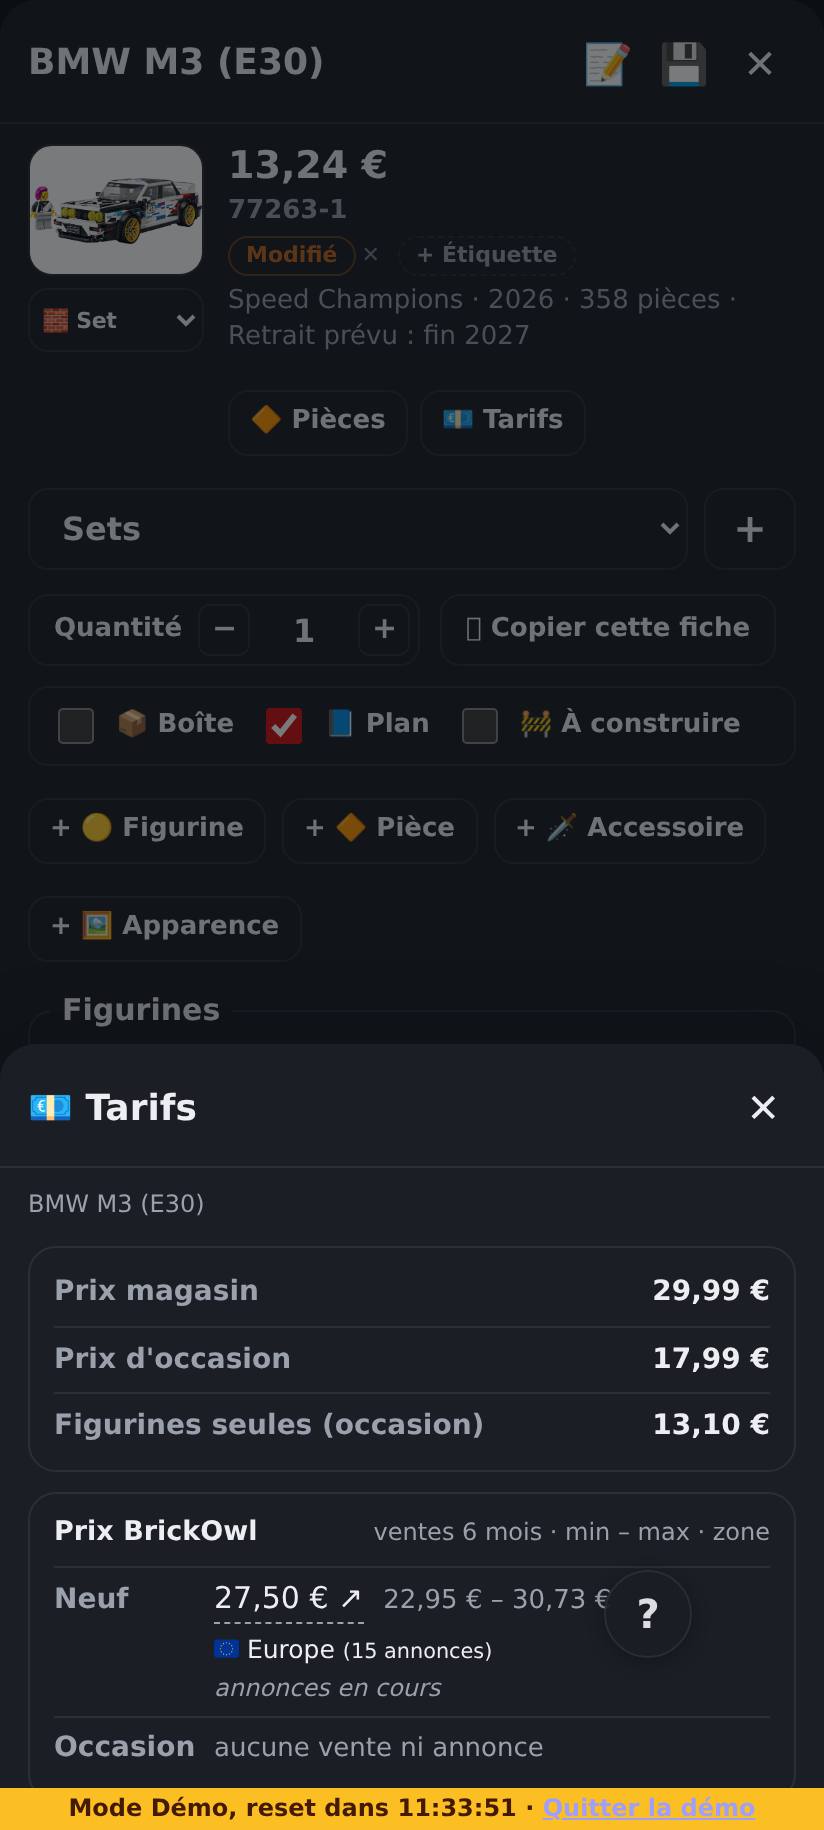 BMW M3 (E30)
13,24 €
77263-1
Modifié × + Étiquette
Speed Champions · 2026 · 358 pièces ·
Retrait prévu : fin 2027
Set
Pièces Tarifs
Sets +
Quantité − 1 + Copier cette fiche
Boîte Plan À construire
+ Figurine + Pièce + Accessoire
+ Apparence
Figurines
Tarifs ×
BMW M3 (E30)
Prix magasin 29,99 €
Prix d'occasion 17,99 €
Figurines seules (occasion) 13,10 €
Prix BrickOwl ventes 6 mois · min – max · zone
Neuf 27,50 € ↗ 22,95 € – 30,73 €
?
Europe (15 annonces)
annonces en cours
Occasion aucune vente ni annonce
Mode Démo, reset dans 11:33:51 · Quitter la démo